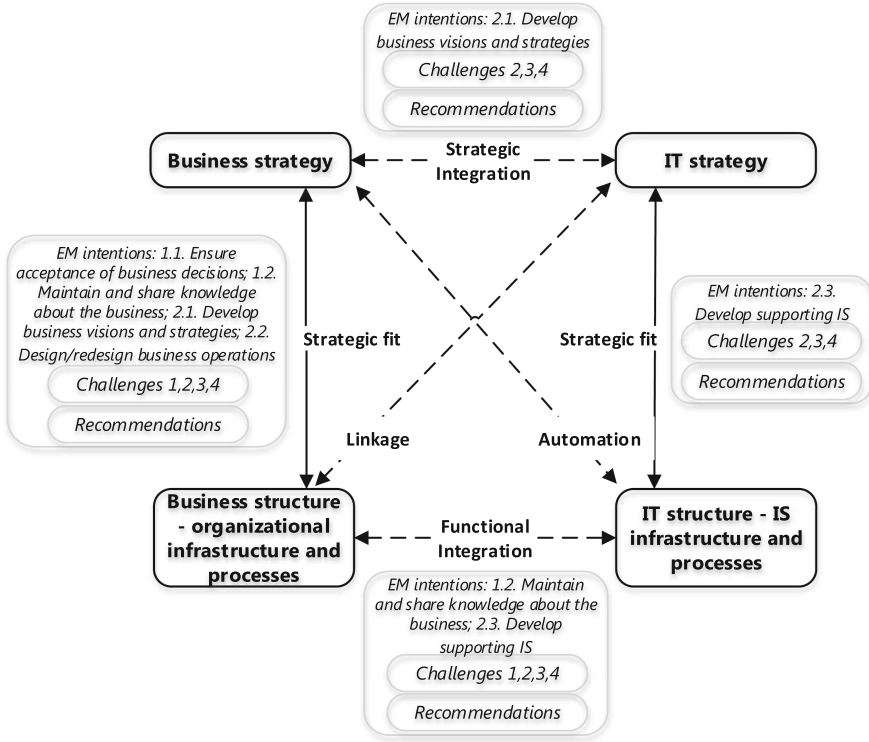 EM intentions: 2.1. Develop
business visions and strategies
Challenges 2,3,4
Recommendations
Business strategy
Strategic
Integration
IT strategy
EM intentions: 1.1. Ensure
acceptance of business decisions; 1.2.
Maintain and share knowledge
about the business; 2.1. Develop
business visions and strategies; 2.2.
Design/redesign business operations
Challenges 1,2,3,4
Recommendations
Strategic fit
Strategic fit
EM intentions: 2.3.
Develop supporting IS
Challenges 2,3,4
Recommendations
Linkage
Automation
Business structure
- organizational
infrastructure and
processes
Functional
Integration
IT structure - IS
infrastructure and
processes
EM intentions: 1.2. Maintain
and share knowledge about the
business; 2.3. Develop
supporting IS
Challenges 1,2,3,4
Recommendations